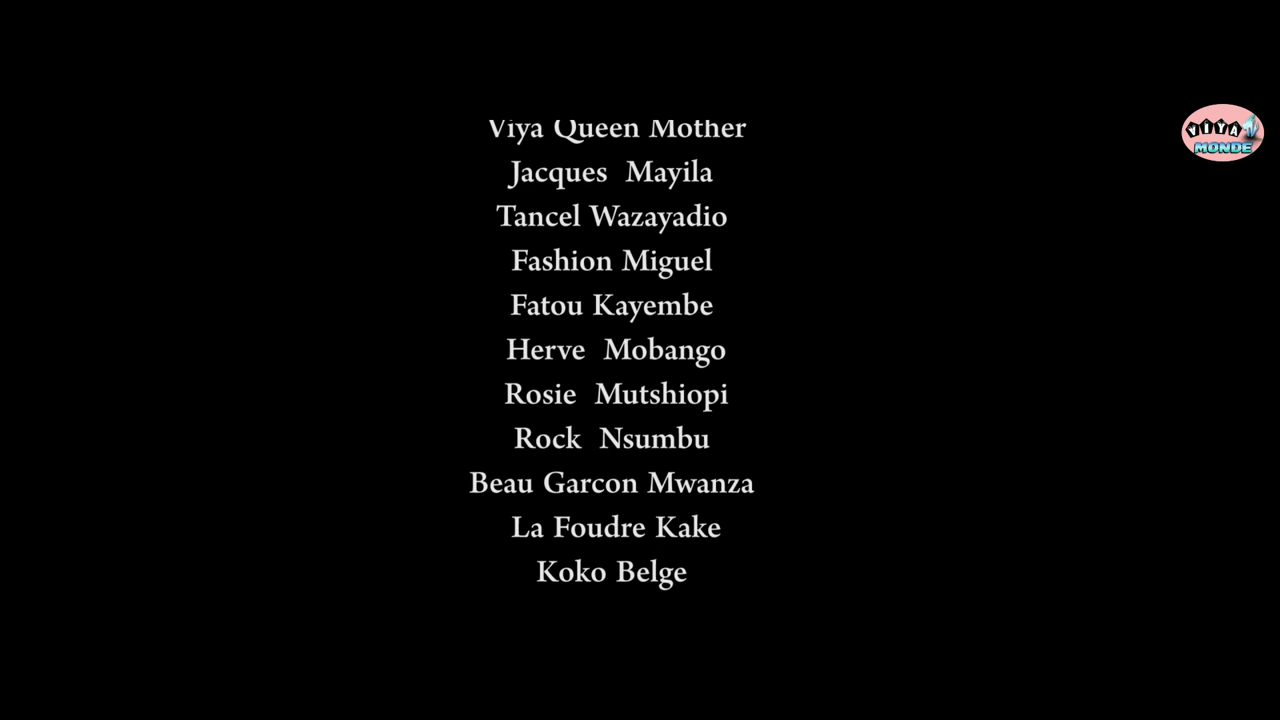 Viya Queen Mother
Jacques Mayila
Tancel Wazayadio
Fashion Miguel
Fatou Kayembe
Herve Mobango
Rosie Mutshiopi
Rock Nsumbu
Beau Garcon Mwanza
La Foudre Kake
Koko Belge
VIYA
MONDE